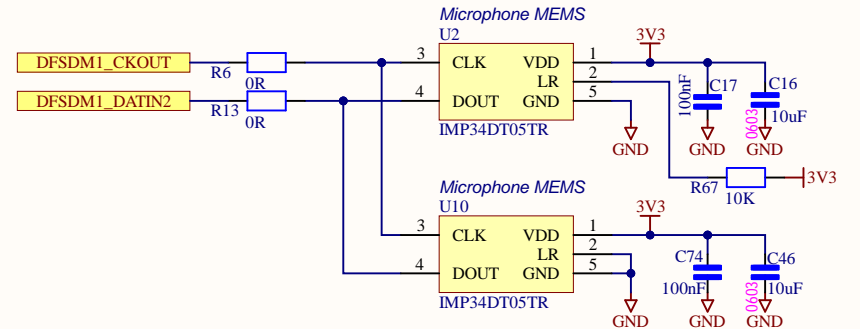 Microphone MEMS
U2
3V3
DFSDM1_CKOUT
R6
0R
3
CLK
VDD
1
LR
2
DFSDM1_DATIN2
R13
0R
4
DOUT
GND
5
100nF
C17
C16
10uF
0603
IMP34DT05TR
GND
GND
GND
R67
10K
3V3
Microphone MEMS
U10
3V3
3
CLK
VDD
1
LR
2
4
DOUT
GND
5
C74
100nF
C46
10uF
0603
IMP34DT05TR
GND
GND
GND